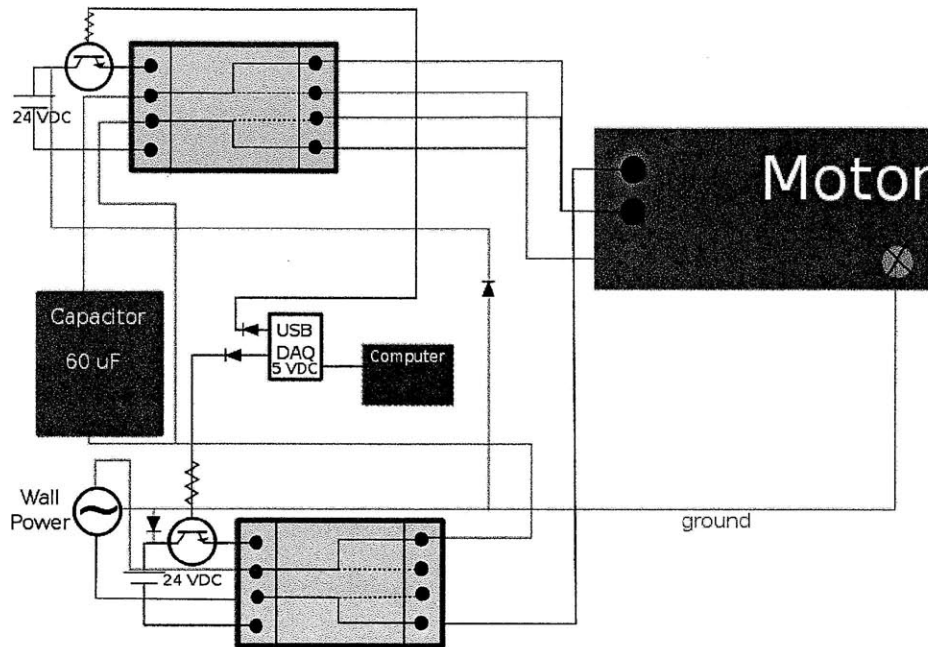 24 VDC
Motor
Capacitor
60 uF
USB
DAQ
5 VDC
Computer
Wall
Power
ground
24 VDC